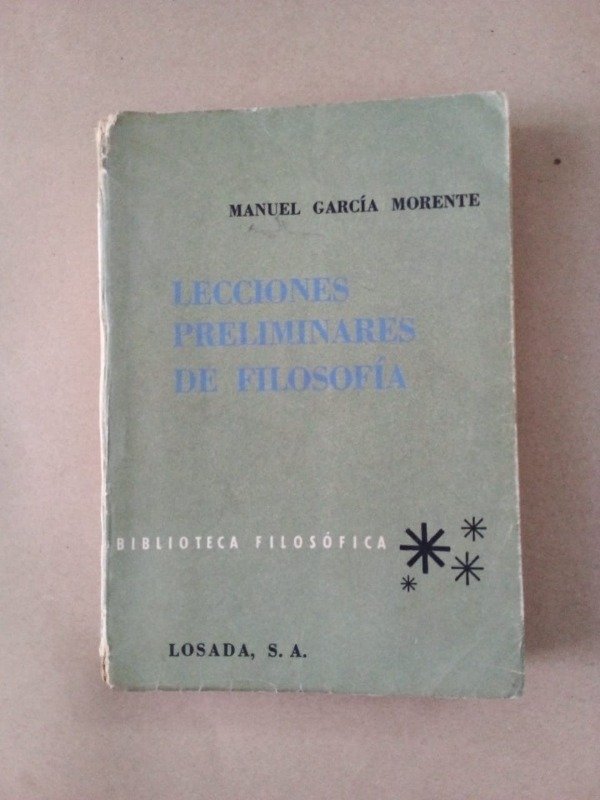 MANUEL GARCÍA MORENTE
LECCIONES
PRELIMINARES
DE FILOSOFÍA
BIBLIOTECA FILOSÓFICA
LOSADA, S. A.